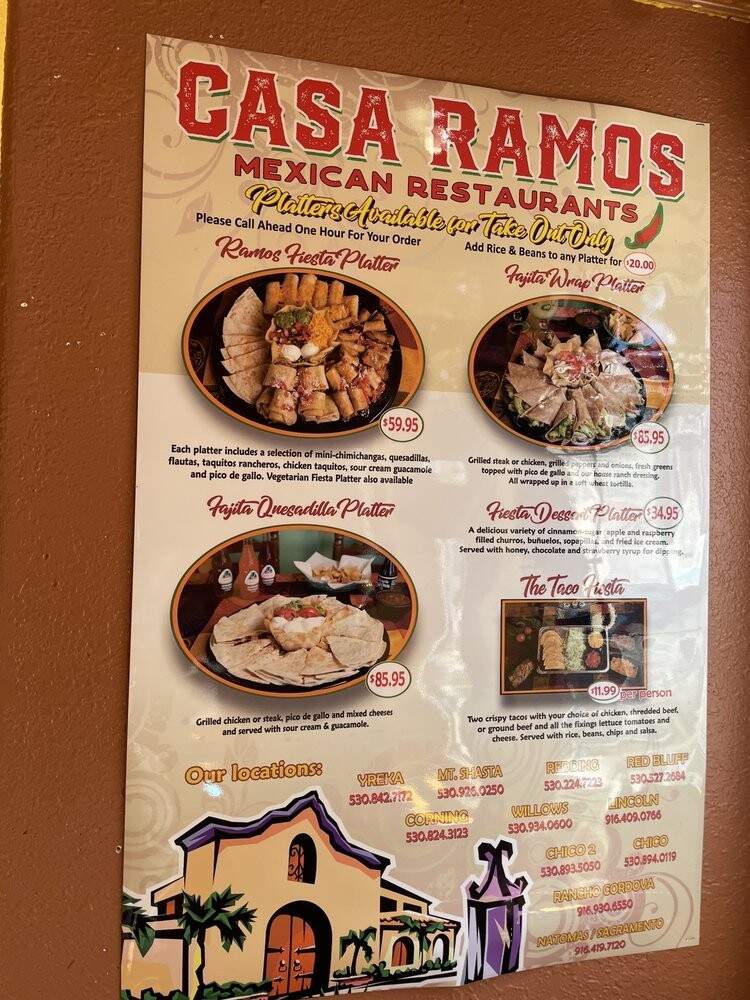 CASA RAMOS
MEXICAN RESTAURANTS
Platters Available for Take Out Only
Please Call Ahead One Hour For Your Order
Add Rice & Beans to any Platter for $20.00
Ramos Fiesta Platter
$59.95
Each platter includes a selection of mini-chimichangas, quesadillas,
flautas, taquitos rancheros, chicken taquitos, sour cream guacamole
and pico de gallo. Vegetarian Fiesta Platter also available
Fajita Wrap Platter
$85.95
Grilled steak or chicken, grilled peppers and onions, fresh greens
topped with pico de gallo and our house ranch dressing.
All wrapped up in a soft wheat tortilla.
Fajita Quesadilla Platter
$85.95
Grilled chicken or steak, pico de gallo and mixed cheeses
and served with sour cream & guacamole.
Fiesta Dessert Platter $34.95
A delicious variety of cinnamon-sugar, apple and raspberry
filled churros, buñuelos, sopapillas, and fried ice cream.
Served with honey, chocolate and strawberry syrup for dipping.
The Taco Fiesta
$11.99 per person
Two crispy tacos with your choice of chicken, shredded beef,
or ground beef and all the fixings lettuce tomatoes and
cheese. Served with rice, beans, chips and salsa.
Our locations:
YREKA
530.842.7172
MT. SHASTA
530.926.0250
REDDING
530.224.7223
RED BLUFF
530.527.2684
CORNING
530.824.3123
WILLOWS
530.934.0600
LINCOLN
916.409.0766
CHICO 2
530.893.5050
CHICO
530.894.0119
RANCHO CORDOVA
916.930.6550
NATOMAS / SACRAMENTO
916.419.7120